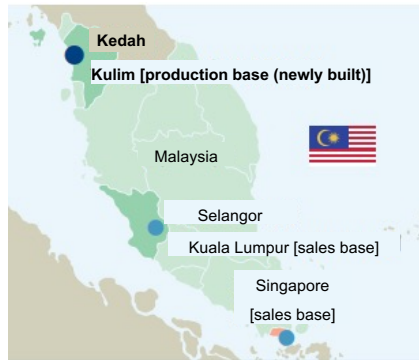 Kedah
Kulim [production base (newly built)]
Malaysia
Selangor
Kuala Lumpur [sales base]
Singapore
[sales base]